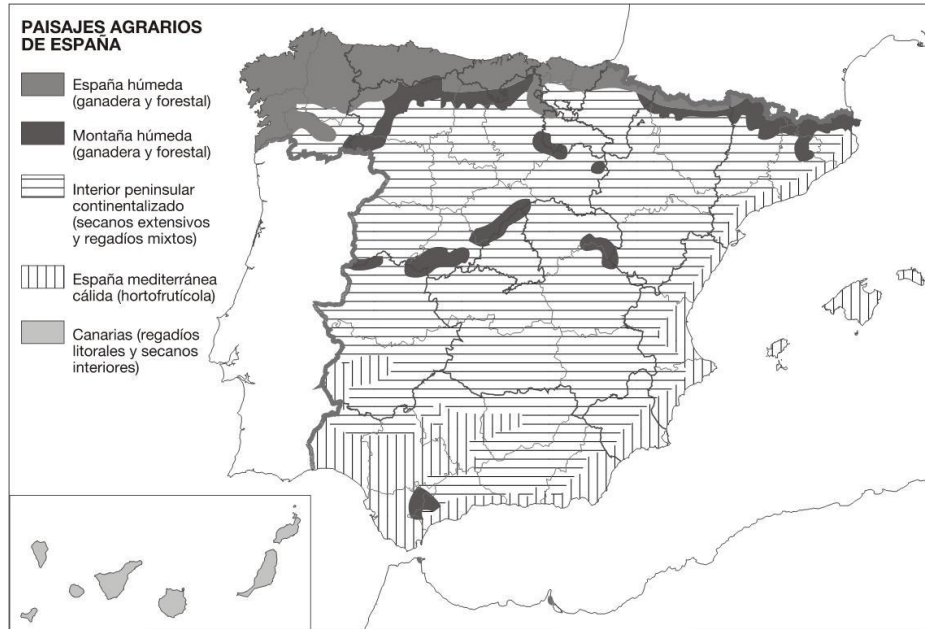 PAISAJES AGRARIOS
DE ESPAÑA
España húmeda
(ganadera y forestal)
Montaña húmeda
(ganadera y forestal)
Interior peninsular
continentalizado
(secanos extensivos
y regadíos mixtos)
España mediterránea
cálida (hortofrutícola)
Canarias (regadíos
litorales y secanos
interiores)